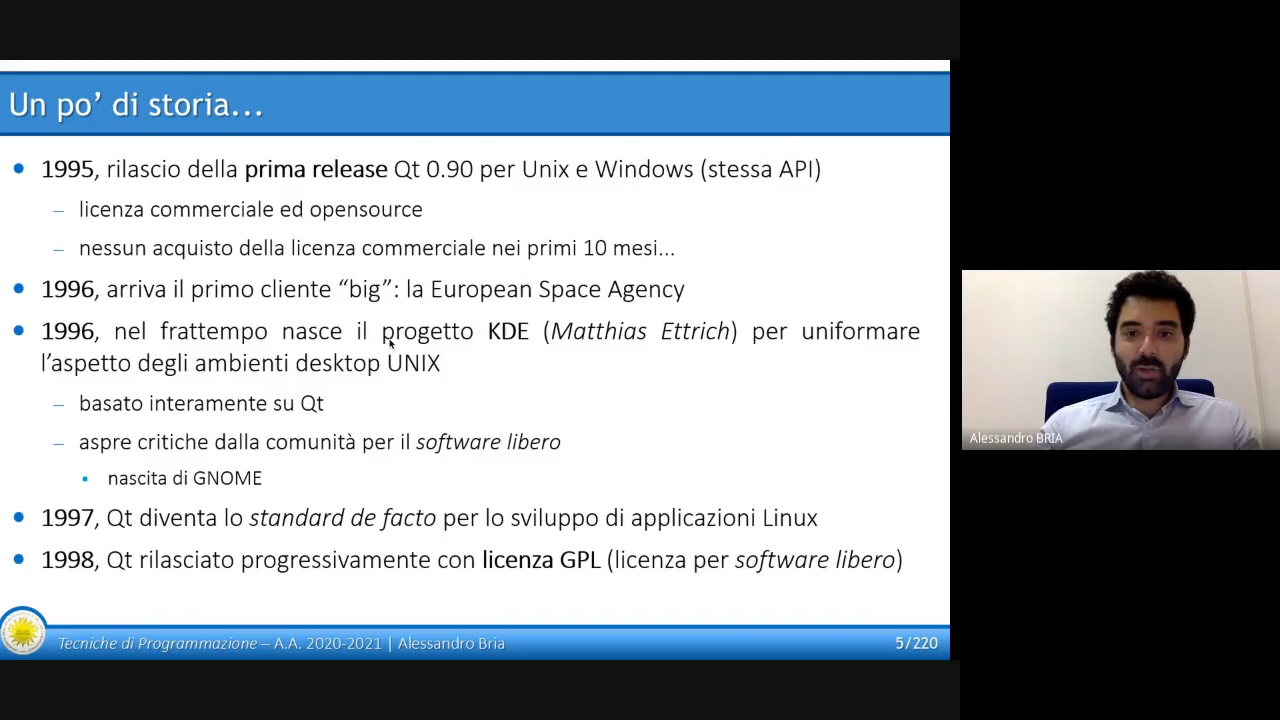 Un po’ di storia...
1995, rilascio della prima release Qt 0.90 per Unix e Windows (stessa API)
– licenza commerciale ed opensource
– nessun acquisto della licenza commerciale nei primi 10 mesi...
1996, arriva il primo cliente “big”: la European Space Agency
1996, nel frattempo nasce il progetto KDE (Matthias Ettrich) per uniformare
l’aspetto degli ambienti desktop UNIX
– basato interamente su Qt
– aspre critiche dalla comunità per il software libero
▪ nascita di GNOME
1997, Qt diventa lo standard de facto per lo sviluppo di applicazioni Linux
1998, Qt rilasciato progressivamente con licenza GPL (licenza per software libero)
Tecniche di Programmazione – A.A. 2020-2021 | Alessandro Bria
5/220
Alessandro BRIA